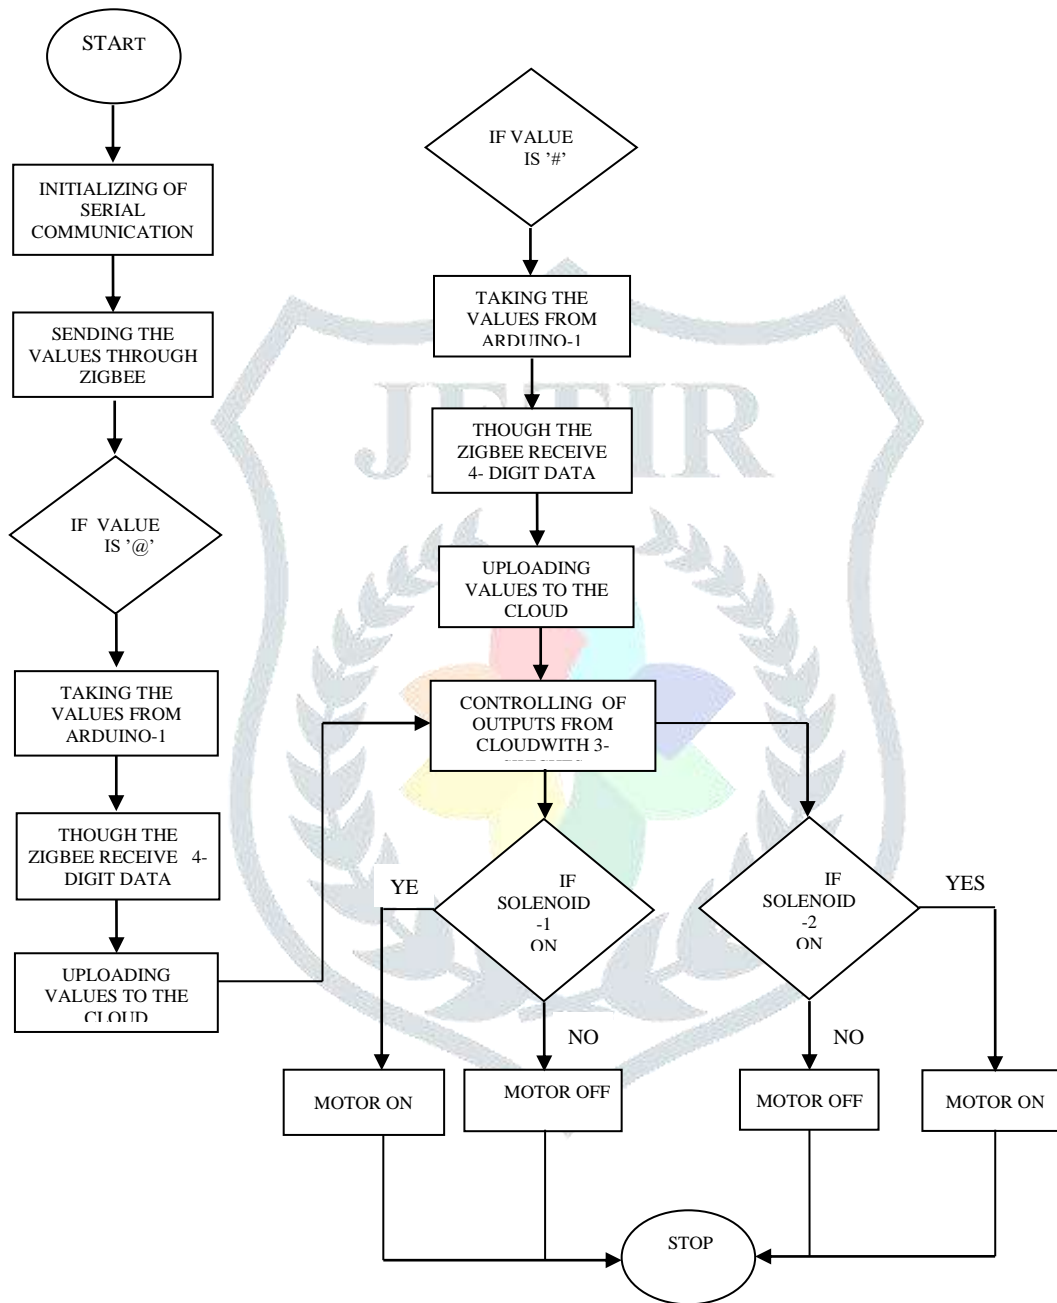 START
INITIALIZING OF
SERIAL
COMMUNICATION
SENDING THE
VALUES THROUGH
ZIGBEE
IF VALUE
IS '@'
TAKING THE
VALUES FROM
ARDUINO-1
THOUGH THE
ZIGBEE RECEIVE 4-
DIGIT DATA
UPLOADING
VALUES TO THE
CLOUD
IF VALUE
IS '#'
TAKING THE
VALUES FROM
ARDUINO-1
THOUGH THE
ZIGBEE RECEIVE
4- DIGIT DATA
UPLOADING
VALUES TO THE
CLOUD
CONTROLLING OF
OUTPUTS FROM
CLOUDWITH 3-
IF
SOLENOID
-1
ON
YE
NO
MOTOR ON
MOTOR OFF
IF
SOLENOID
-2
ON
YES
NO
MOTOR OFF
MOTOR ON
STOP
JETIR